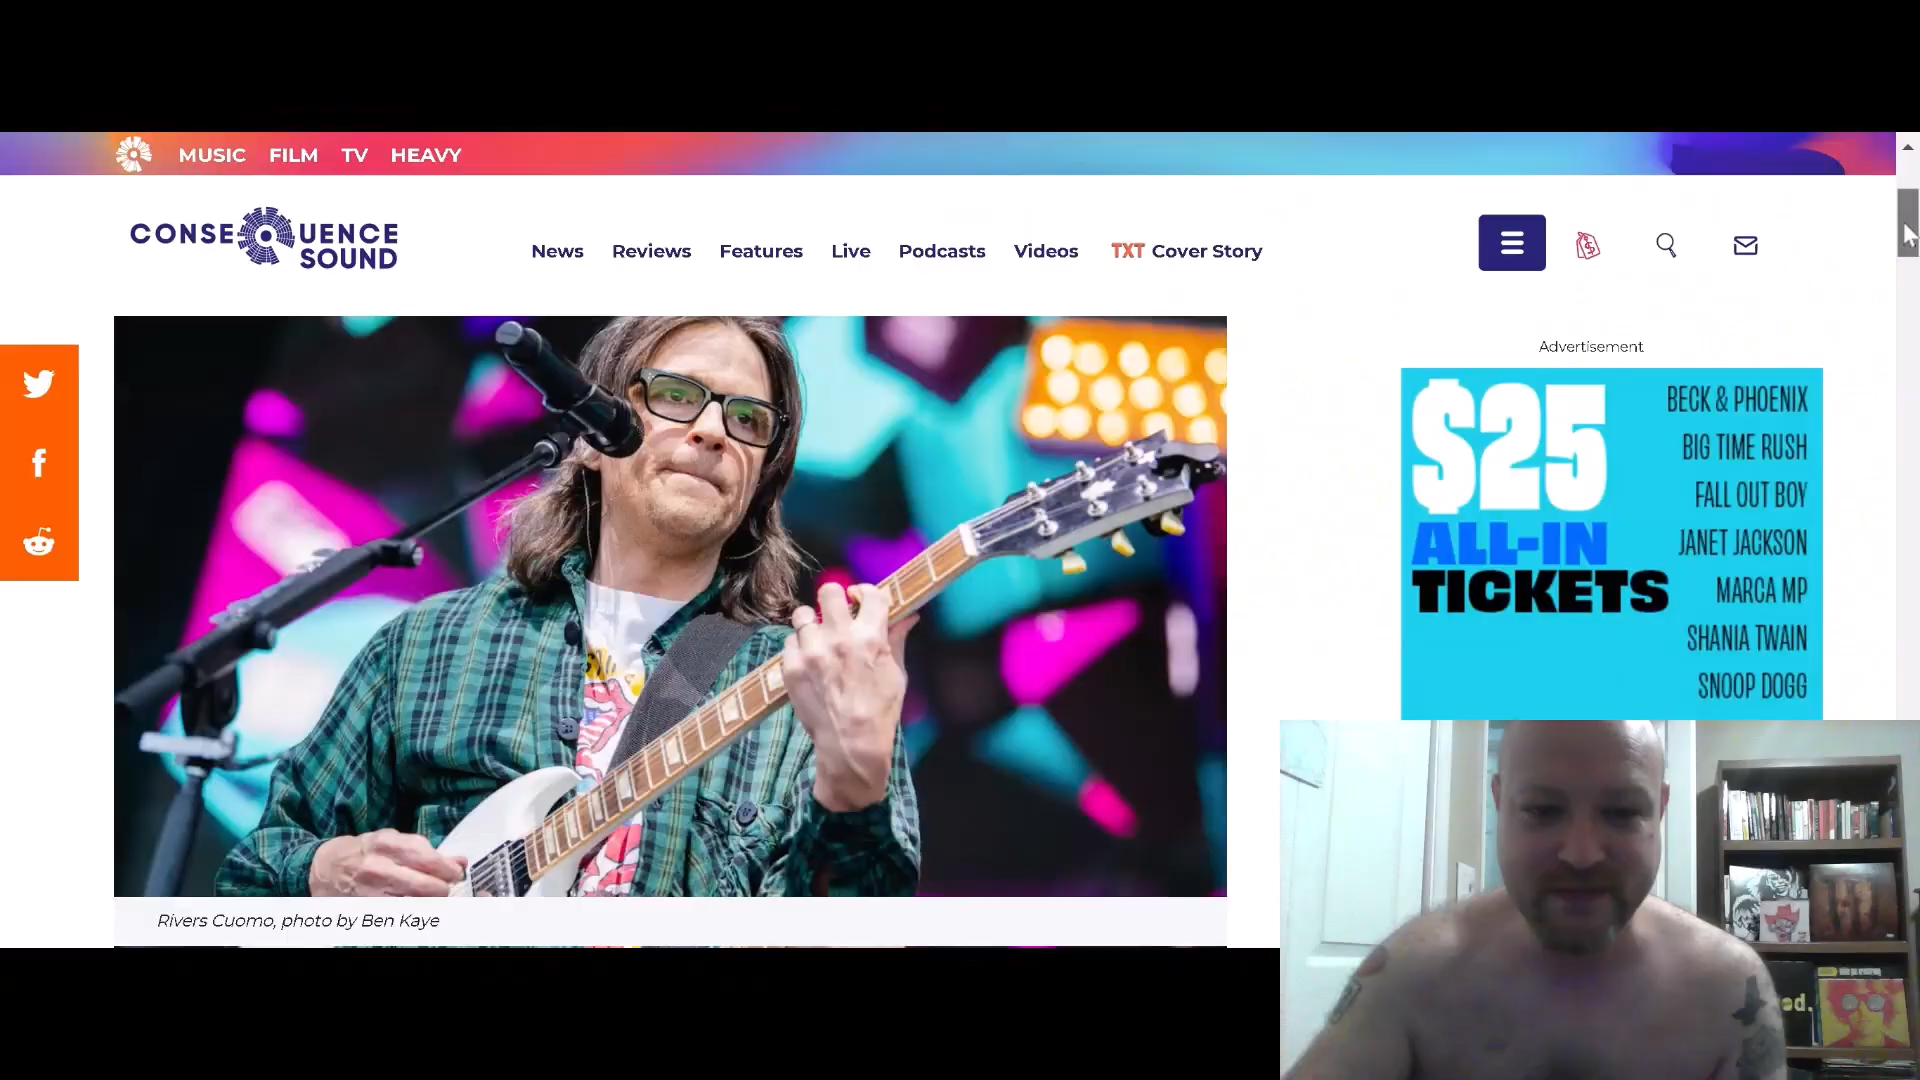 MUSIC FILM TV HEAVY
CONSEQUENCE
SOUND
News Reviews Features Live Podcasts Videos TXT Cover Story
Advertisement
$25
ALL-IN
TICKETS
BECK & PHOENIX
BIG TIME RUSH
FALL OUT BOY
JANET JACKSON
MARCA MP
SHANIA TWAIN
SNOOP DOGG
Rivers Cuomo, photo by Ben Kaye